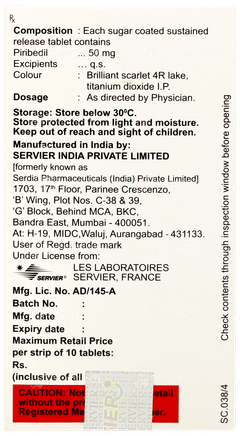 Rx
Composition : Each sugar coated sustained
release tablet contains
Piribedil ... 50 mg
Excipients ... q.s.
Colour : Brilliant scarlet 4R lake,
titanium dioxide I.P.
Dosage : As directed by Physician.
Storage: Store below 30°C.
Store protected from light and moisture.
Keep out of reach and sight of children.
Manufactured in India by:
SERVIER INDIA PRIVATE LIMITED
[formerly known as
Serdia Pharmaceuticals (India) Private Limited]
1703, 17th Floor, Parinee Crescenzo,
'B' Wing, Plot Nos. C-38 & 39,
'G' Block, Behind MCA, BKC,
Bandra East, Mumbai - 400051.
At: H-19, MIDC,Waluj, Aurangabad - 431133.
User of Regd. trade mark
Under License from:
SERVIER
LES LABORATOIRES
SERVIER, FRANCE
Mfg. Lic. No. AD/145-A
Batch No. :
Mfg. date :
Expiry date :
Maximum Retail Price
per strip of 10 tablets:
Rs.
(inclusive of all
CAUTION: Not etail
without the pr
Registered Me er.
Check contents through inspection window before opening
SC.038/4